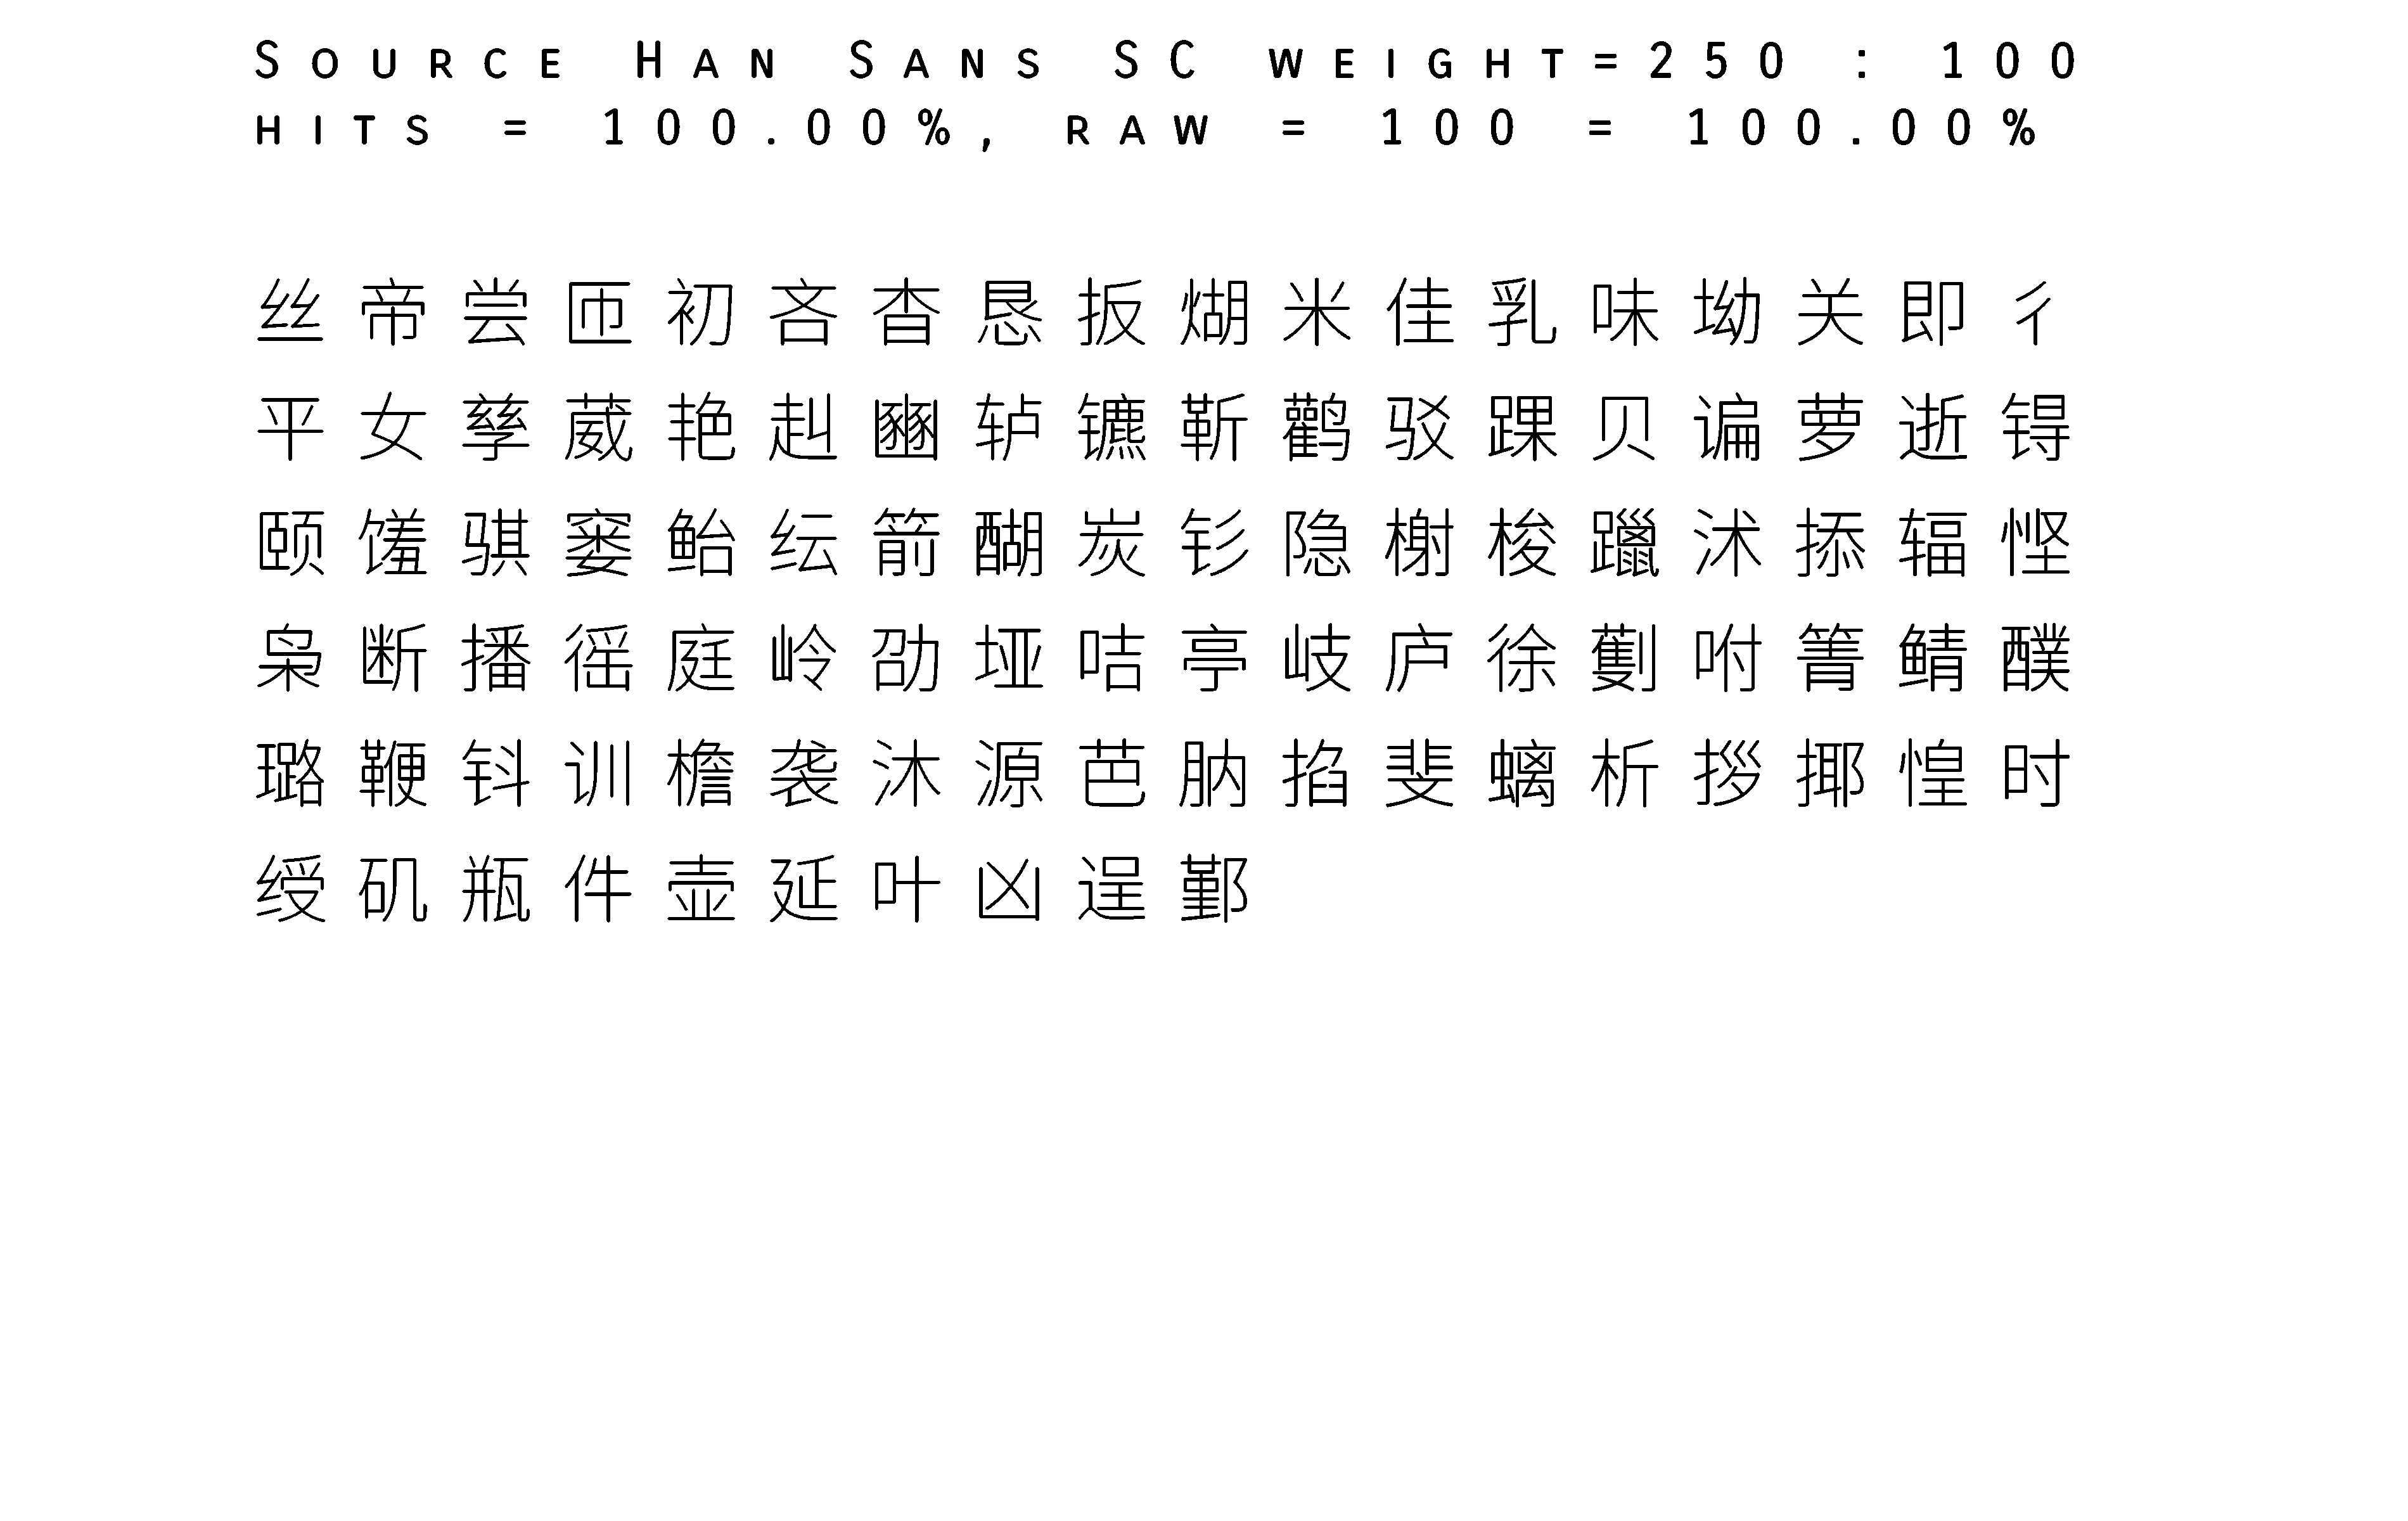 Source Han Sans SC weight=250 : 100
hits = 100.00%, raw = 100 = 100.00%
丝帝尝匝初吝杳恳扳煳米佳乳味坳关即彳
平女孳葳艳赳豳轳镳靳鹳驳踝贝谝萝逝锝
颐馐骐窭鲐纭箭醐炭钐隐榭梭躐沭掭辐悭
枭断播徭庭岭劭垭咭亭岐庐徐蒯咐箐鲭醭
璐鞭钭训檐袭沐源芭肭掐斐螭析拶揶惶时
绶矶瓶件壶延叶凶逞鄞